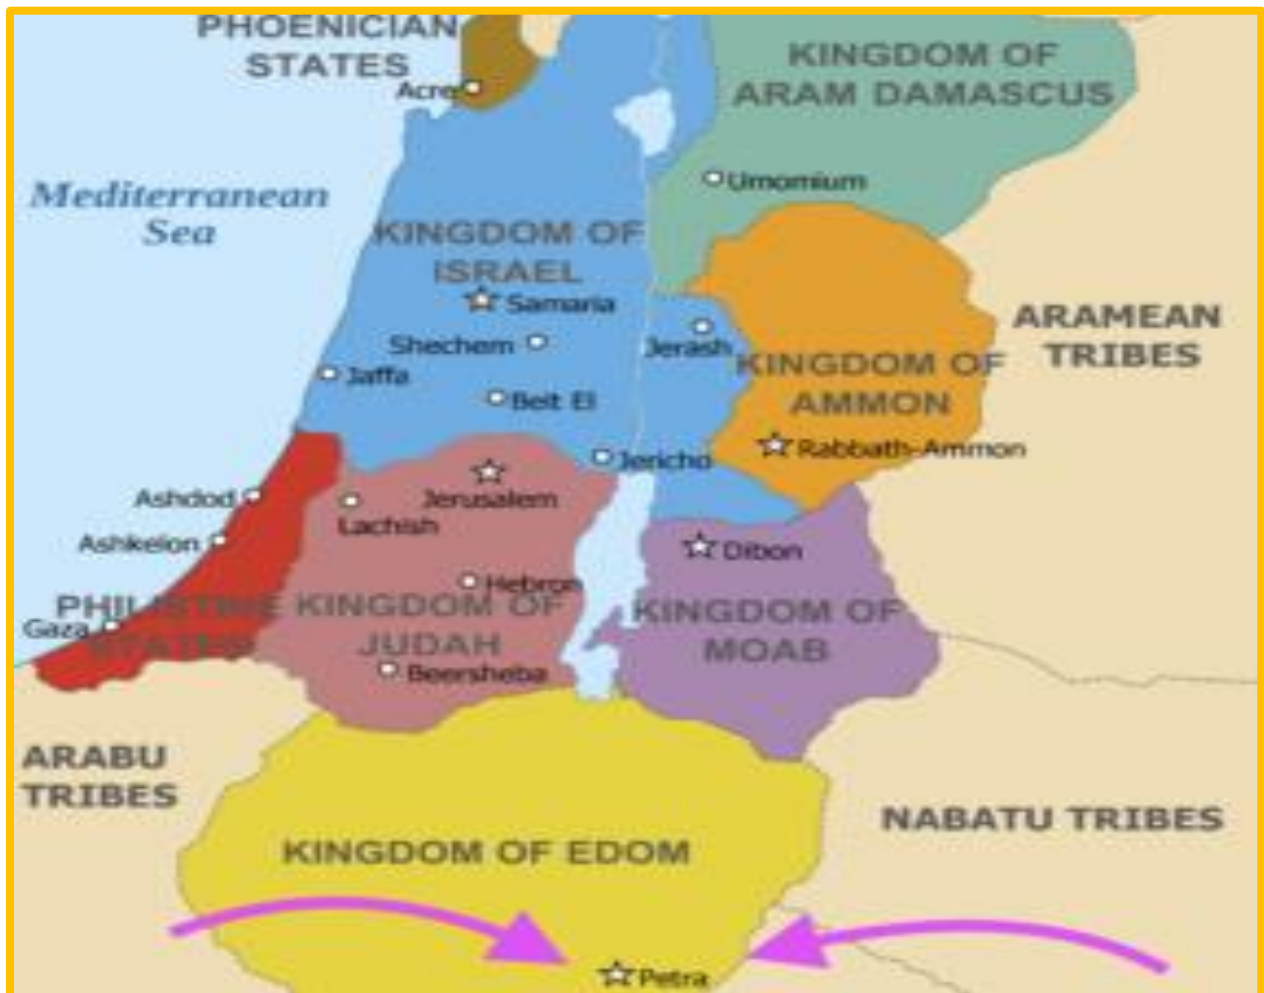 PHOENICIAN
STATES
Acre
KINGDOM OF
ARAM DAMASCUS
Mediterranean
Sea
Umomium
KINGDOM OF
ISRAEL
Samaria
Shechem
Jerash
ARAMEAN
TRIBES
Jaffa
KINGDOM OF
AMMON
Beit El
Rabbath-Ammon
Jericho
Ashdod
Jerusalem
Lachish
Ashkelon
Dibon
Hebron
PHILISTINE
STATES
Gaza
KINGDOM OF
JUDAH
KINGDOM OF
MOAB
Beersheba
ARABU
TRIBES
NABATU TRIBES
KINGDOM OF EDOM
Petra